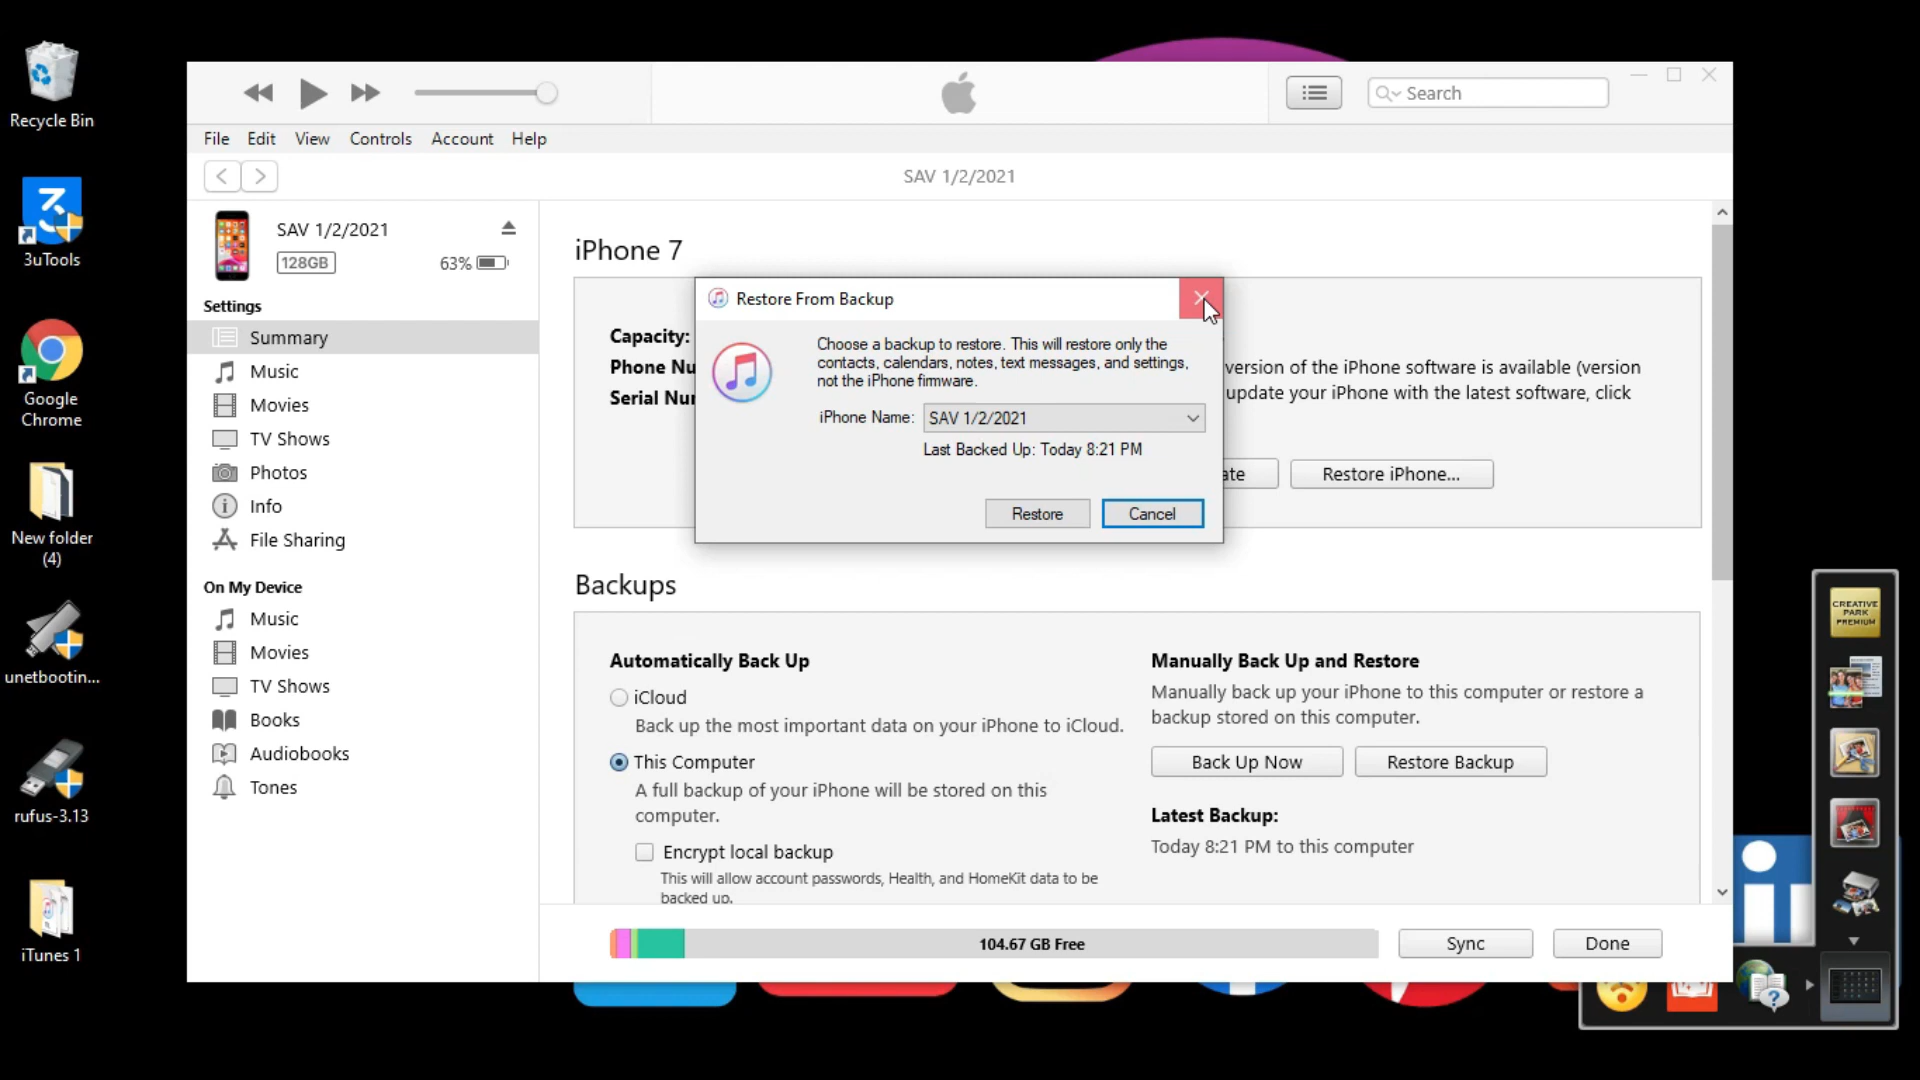 Recycle Bin
3uTools
Google
Chrome
New folder
(4)
unetbootin...
rufus-3.13
iTunes 1
Search
File Edit View Controls Account Help
SAV 1/2/2021
SAV 1/2/2021
128GB
63%
Settings
Summary
Music
Movies
TV Shows
Photos
Info
File Sharing
On My Device
Music
Movies
TV Shows
Books
Audiobooks
Tones
iPhone 7
Capacity:
Phone Nu
Serial Nur
version of the iPhone software is available (version
update your iPhone with the latest software, click
ate
Restore iPhone...
Restore From Backup
Choose a backup to restore. This will restore only the
contacts, calendars, notes, text messages, and settings,
not the iPhone firmware.
iPhone Name: SAV 1/2/2021
Last Backed Up: Today 8:21 PM
Restore Cancel
Backups
Automatically Back Up
iCloud
Back up the most important data on your iPhone to iCloud.
This Computer
A full backup of your iPhone will be stored on this
computer.
Encrypt local backup
This will allow account passwords, Health, and HomeKit data to be
backed up.
Manually Back Up and Restore
Manually back up your iPhone to this computer or restore a
backup stored on this computer.
Back Up Now Restore Backup
Latest Backup:
Today 8:21 PM to this computer
104.67 GB Free
Sync Done
CREATIVE
PARK
PREMIUM